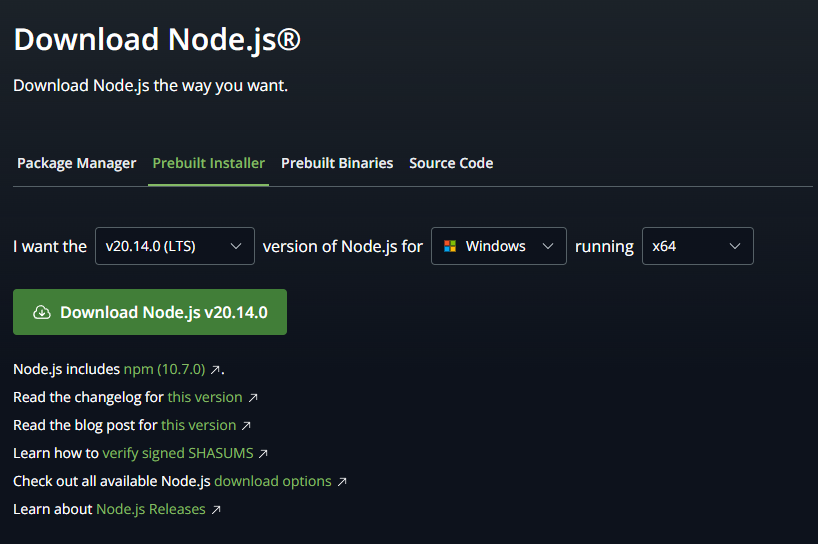 Download Node.js®
Download Node.js the way you want.
Package Manager Prebuilt Installer Prebuilt Binaries Source Code
I want the v20.14.0 (LTS) version of Node.js for Windows running x64
Download Node.js v20.14.0
Node.js includes npm (10.7.0) ↗.
Read the changelog for this version ↗
Read the blog post for this version ↗
Learn how to verify signed SHASUMS ↗
Check out all available Node.js download options ↗
Learn about Node.js Releases ↗